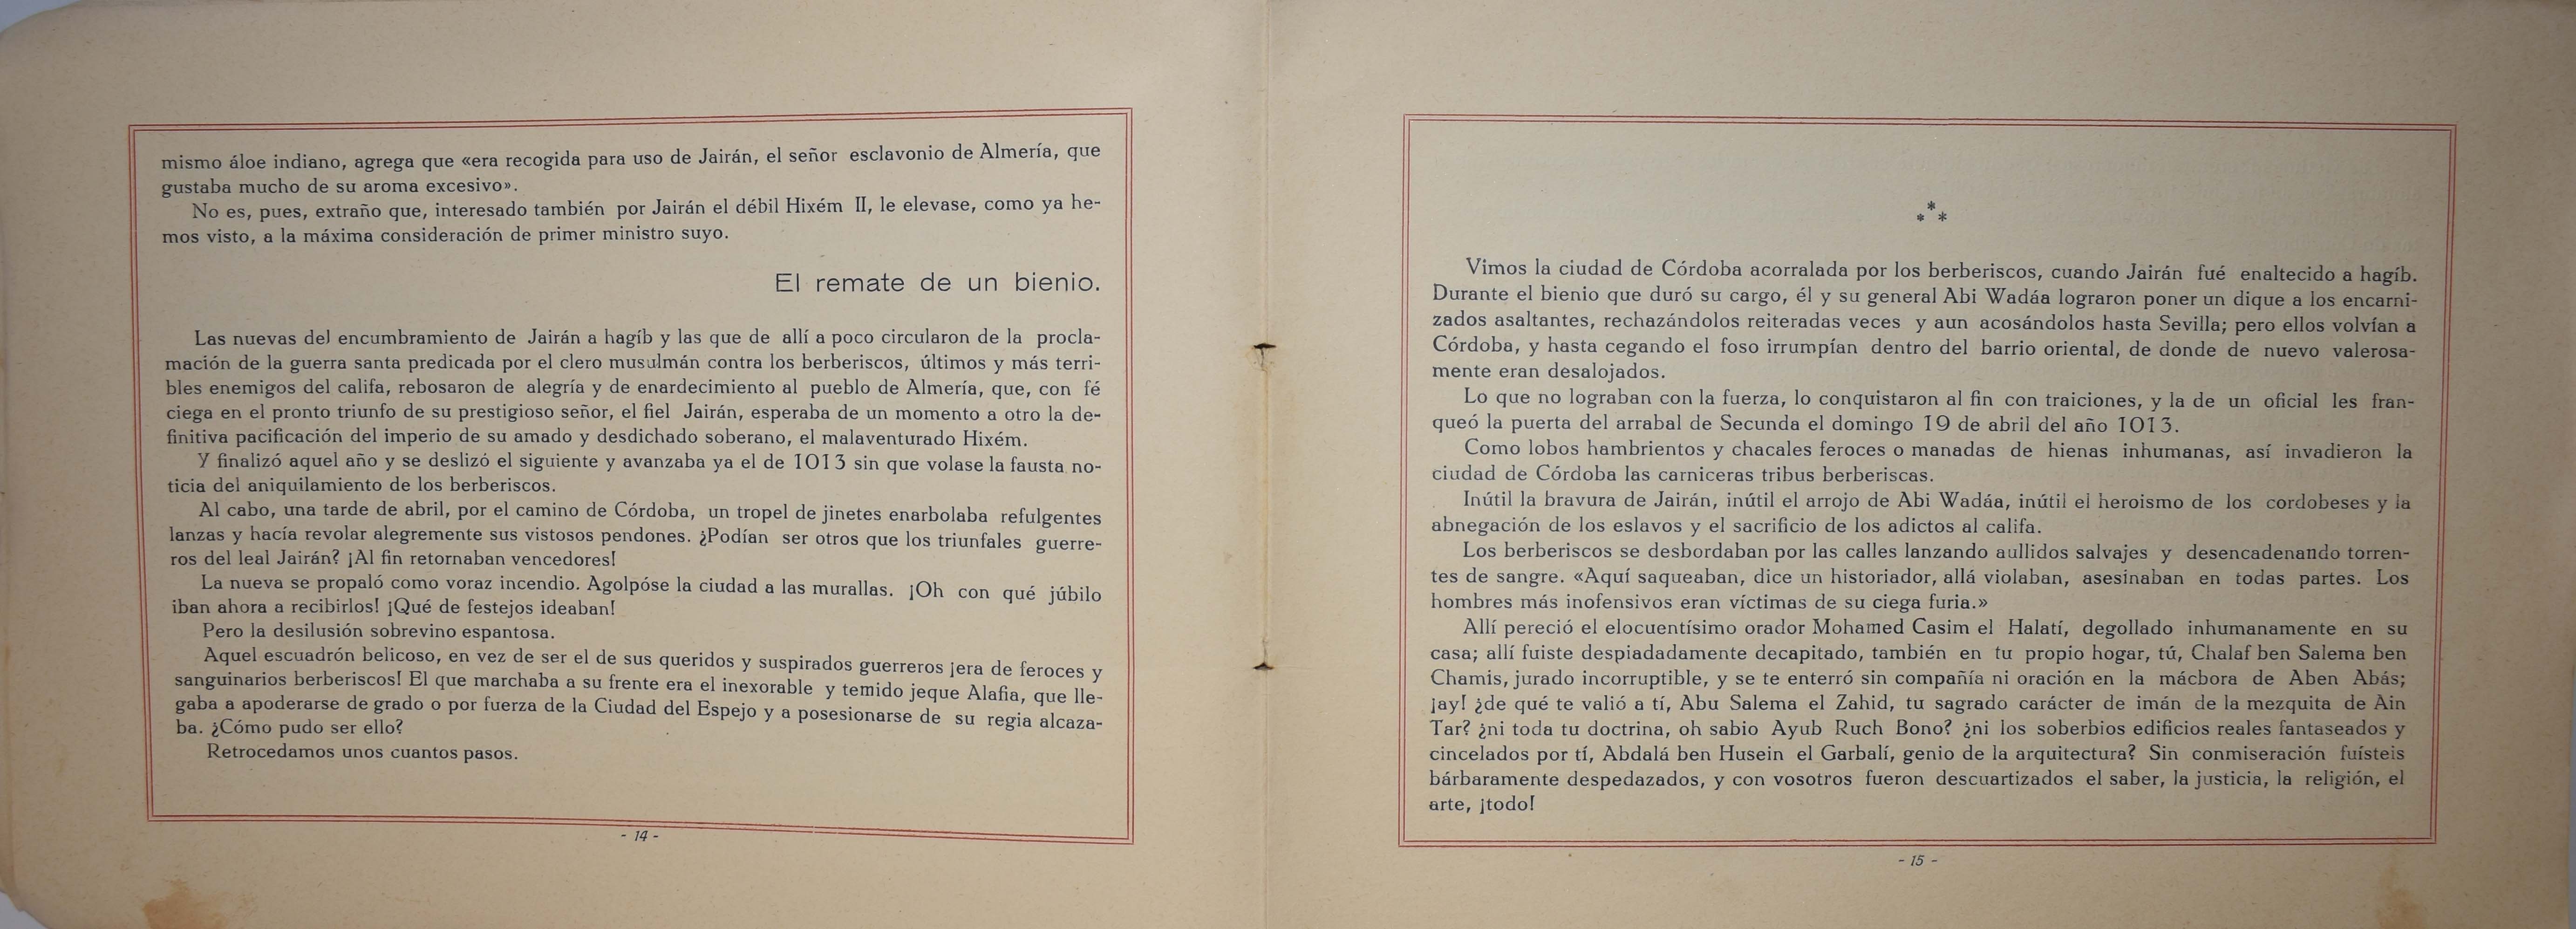 mismo áloe indiano, agrega que «era recogida para uso de Jairán, el señor esclavonio de Almería, que
gustaba mucho de su aroma excesivo».
No es, pues, extraño que, interesado también por Jairán el débil Hixém II, le elevase, como ya he-
mos visto, a la máxima consideración de primer ministro suyo.
El remate de un bienio.
Las nuevas del encumbramiento de Jairán a hagíb y las que de allí a poco circularon de la procla-
mación de la guerra santa predicada por el clero musulmán contra los berberiscos, últimos y más terri-
bles enemigos del califa, rebosaron de alegría y de enardecimiento al pueblo de Almería, que, con fé
ciega en el pronto triunfo de su prestigioso señor, el fiel Jairán, esperaba de un momento a otro la de-
finitiva pacificación del imperio de su amado y desdichado soberano, el malaventurado Hixém.
Y finalizó aquel año y se deslizó el siguiente y avanzaba ya el de 1013 sin que volase la fausta no-
ticia del aniquilamiento de los berberiscos.
Al cabo, una tarde de abril, por el camino de Córdoba, un tropel de jinetes enarbolaba refulgentes
lanzas y hacía revolar alegremente sus vistosos pendones. ¿Podían ser otros que los triunfales guerre-
ros del leal Jairán? ¡Al fin retornaban vencedores!
La nueva se propaló como voraz incendio. Agolpóse la ciudad a las murallas. ¡Oh con qué júbilo
iban ahora a recibirlos! ¡Qué de festejos ideaban!
Pero la desilusión sobrevino espantosa.
Aquel escuadrón belicoso, en vez de ser el de sus queridos y suspirados guerreros ¡era de feroces y
sanguinarios berberiscos! El que marchaba a su frente era el inexorable y temido jeque Alafia, que lle-
gaba a apoderarse de grado o por fuerza de la Ciudad del Espejo y a posesionarse de su regia alcaza-
ba. ¿Cómo pudo ser ello?
Retrocedamos unos cuantos pasos.
- 14 -
***
Vimos la ciudad de Córdoba acorralada por los berberiscos, cuando Jairán fué enaltecido a hagíb.
Durante el bienio que duró su cargo, él y su general Abi Wadáa lograron poner un dique a los encarni-
zados asaltantes, rechazándolos reiteradas veces y aun acosándolos hasta Sevilla; pero ellos volvían a
Córdoba, y hasta cegando el foso irrumpían dentro del barrio oriental, de donde de nuevo valerosa-
mente eran desalojados.
Lo que no lograban con la fuerza, lo conquistaron al fin con traiciones, y la de un oficial les fran-
queó la puerta del arrabal de Secunda el domingo 19 de abril del año 1013.
Como lobos hambrientos y chacales feroces o manadas de hienas inhumanas, así invadieron la
ciudad de Córdoba las carniceras tribus berberiscas.
Inútil la bravura de Jairán, inútil el arrojo de Abi Wadáa, inútil el heroismo de los cordobeses y la
abnegación de los eslavos y el sacrificio de los adictos al califa.
Los berberiscos se desbordaban por las calles lanzando aullidos salvajes y desencadenando torren-
tes de sangre. «Aquí saqueaban, dice un historiador, allá violaban, asesinaban en todas partes. Los
hombres más inofensivos eran víctimas de su ciega furia.»
Allí pereció el elocuentísimo orador Mohamed Casim el Halatí, degollado inhumanamente en su
casa; allí fuiste despiadadamente decapitado, también en tu propio hogar, tú, Chalaf ben Salema ben
Chamis, jurado incorruptible, y se te enterró sin compañía ni oración en la mácbora de Aben Abás;
¡ay! ¿de qué te valió a tí, Abu Salema el Zahid, tu sagrado carácter de imán de la mezquita de Ain
Tar? ¿ni toda tu doctrina, oh sabio Ayub Ruch Bono? ¿ni los soberbios edificios reales fantaseados y
cincelados por tí, Abdalá ben Husein el Garbalí, genio de la arquitectura? Sin conmiseración fuísteis
bárbaramente despedazados, y con vosotros fueron descuartizados el saber, la justicia, la religión, el
arte, ¡todo!
- 15 -